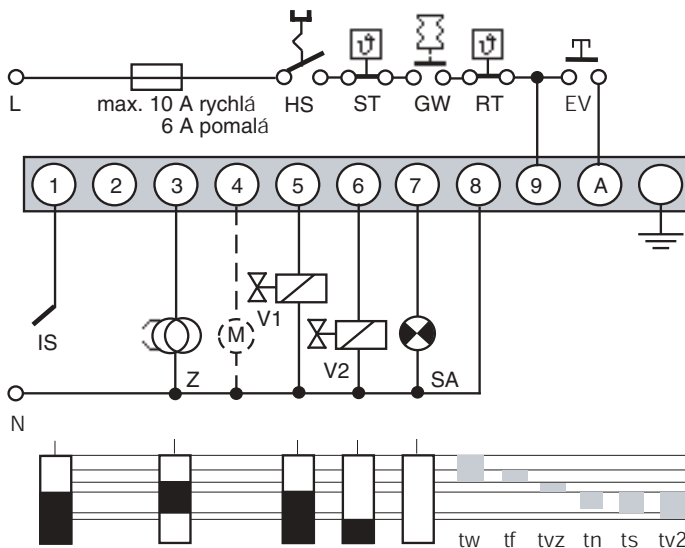 L
max. 10 A rychlá
6 A pomalá
HS
ST
GW
RT
EV
ϑ
ϑ
1 2 3 4 5 6 7 8 9 A
IS
Z
M
V1
V2
SA
N
tw tf tvz tn ts tv2